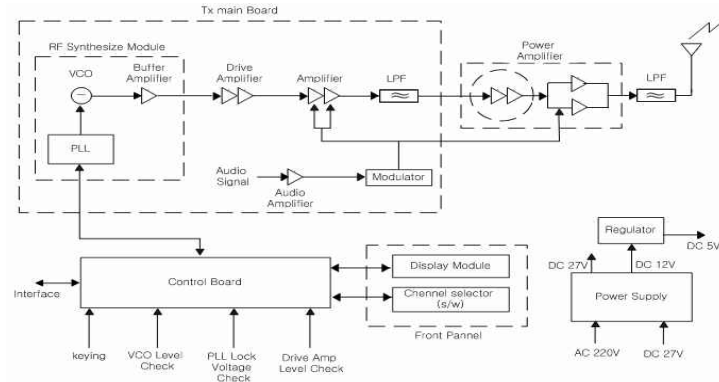 Tx main Board
RF Synthesize Module
VCO
Buffer
Amplifier
Drive
Amplifier
Amplifier
LPF
Power
Amplifier
LPF
PLL
Audio
Signal
Audio
Amplifier
Modulator
Interface
Control Board
Display Module
Channel selector
(s/w)
Front Pannel
keying
VCO Level
Check
PLL Lock
Voltage
Check
Drive Amp
Level Check
Regulator
DC 5V
DC 27V
DC 12V
Power Supply
AC 220V
DC 27V